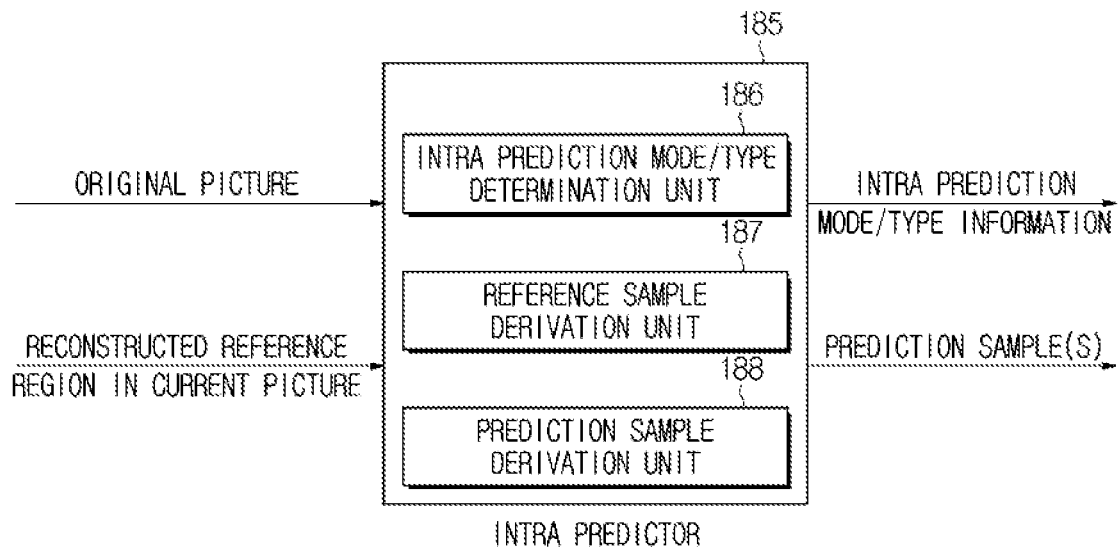 185
186
INTRA PREDICTION MODE/TYPE
DETERMINATION UNIT
ORIGINAL PICTURE
INTRA PREDICTION
MODE/TYPE INFORMATION
187
REFERENCE SAMPLE
DERIVATION UNIT
RECONSTRUCTED REFERENCE
REGION IN CURRENT PICTURE
PREDICTION SAMPLE(S)
188
PREDICTION SAMPLE
DERIVATION UNIT
INTRA PREDICTOR